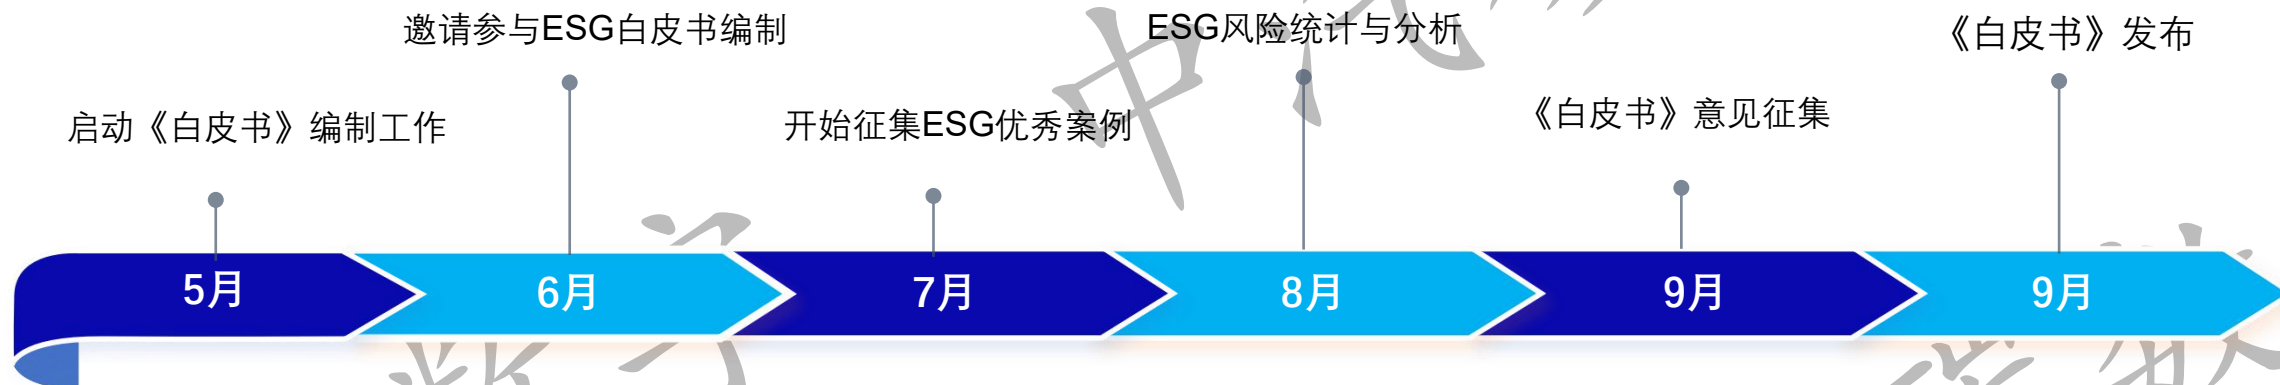 邀请参与ESG白皮书编制
ESG风险统计与分析
《白皮书》发布
启动《白皮书》编制工作
开始征集ESG优秀案例
《白皮书》意见征集
5月
6月
7月
8月
9月
9月